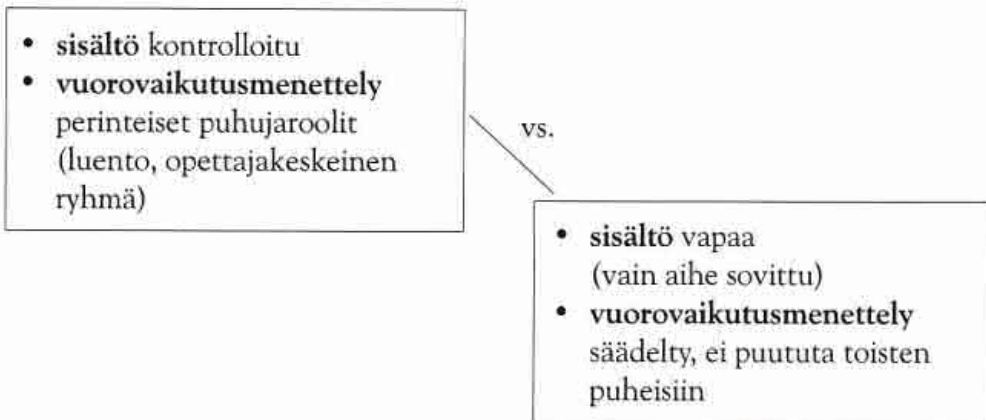 • sisältö kontrolloitu
• vuorovaikutusmenettely
perinteiset puhujaroolit
(luento, opettajakeskeinen
ryhmä)
vs.
• sisältö vapaa
(vain aihe sovittu)
• vuorovaikutusmenettely
säädelty, ei puututa toisten
puheisiin